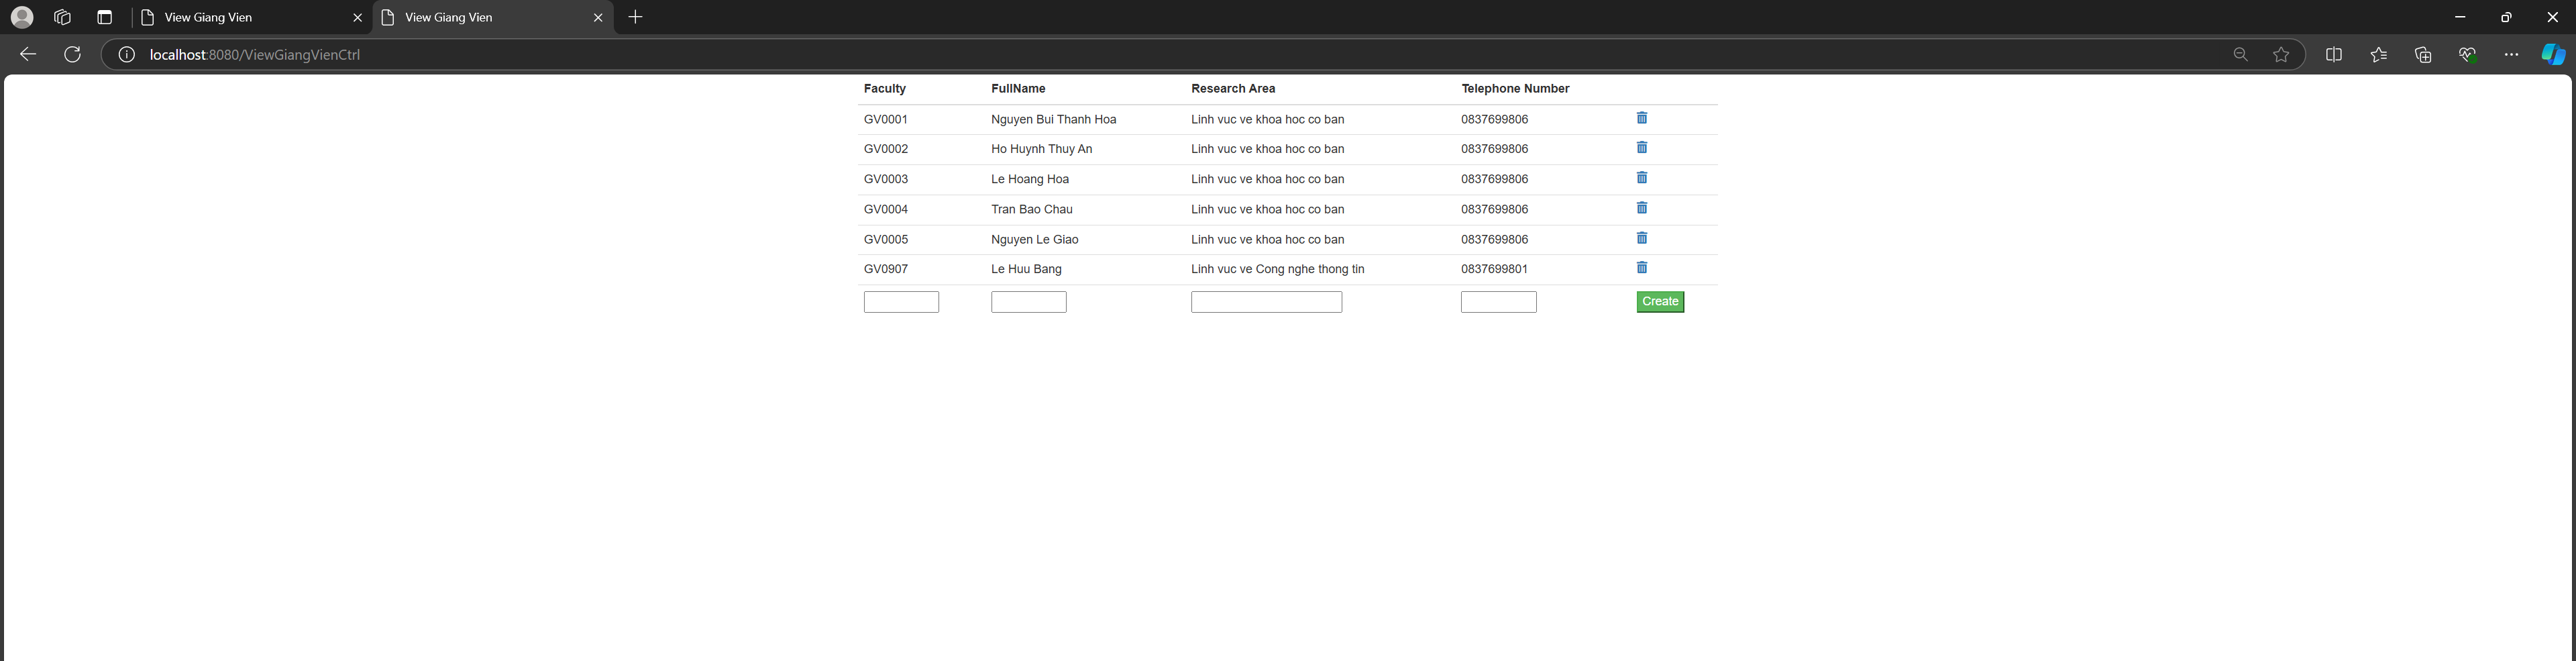 View Giang Vien View Giang Vien
localhost:8080/ViewGiangVienCtrl
Faculty FullName Research Area Telephone Number
GV0001 Nguyen Bui Thanh Hoa Linh vuc ve khoa hoc co ban 0837699806
GV0002 Ho Huynh Thuy An Linh vuc ve khoa hoc co ban 0837699806
GV0003 Le Hoang Hoa Linh vuc ve khoa hoc co ban 0837699806
GV0004 Tran Bao Chau Linh vuc ve khoa hoc co ban 0837699806
GV0005 Nguyen Le Giao Linh vuc ve khoa hoc co ban 0837699806
GV0907 Le Huu Bang Linh vuc ve Cong nghe thong tin 0837699801
Create